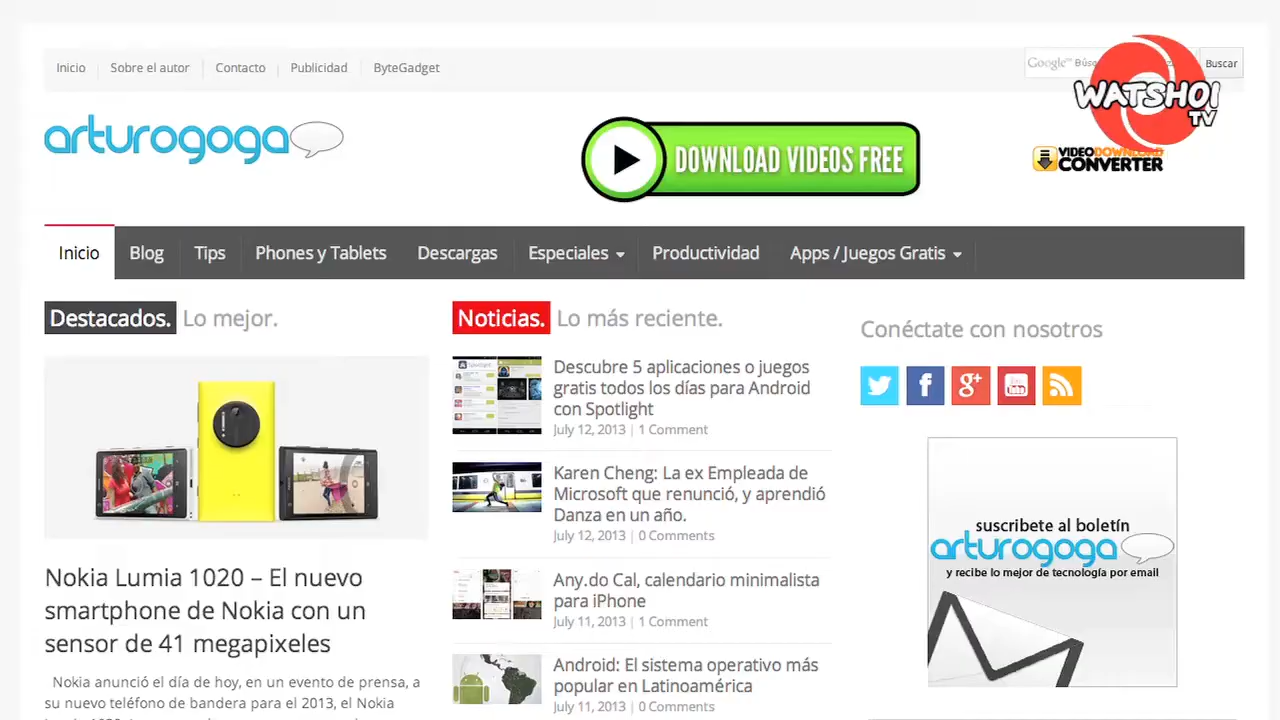 Inicio
Sobre el autor
Contacto
Publicidad
ByteGadget
Google™
Buscar
WATSHO!
TV
arturogoga
DOWNLOAD VIDEOS FREE
VIDEODOWNLOAD
CONVERTER
Inicio
Blog
Tips
Phones y Tablets
Descargas
Especiales
Productividad
Apps / Juegos Gratis
Destacados. Lo mejor.
Nokia Lumia 1020 – El nuevo
smartphone de Nokia con un
sensor de 41 megapixeles
Nokia anunció el día de hoy, en un evento de prensa, a
su nuevo teléfono de bandera para el 2013, el Nokia
Noticias. Lo más reciente.
Spotlight
Descubre 5 aplicaciones o juegos
gratis todos los días para Android
con Spotlight
July 12, 2013 | 1 Comment
Karen Cheng: La ex Empleada de
Microsoft que renunció, y aprendió
Danza en un año.
July 12, 2013 | 0 Comments
Any.do Cal, calendario minimalista
para iPhone
July 11, 2013 | 1 Comment
Android: El sistema operativo más
popular en Latinoamérica
July 11, 2013 | 0 Comments
Conéctate con nosotros
suscribete al boletín
arturogoga
y recibe lo mejor de tecnología por email